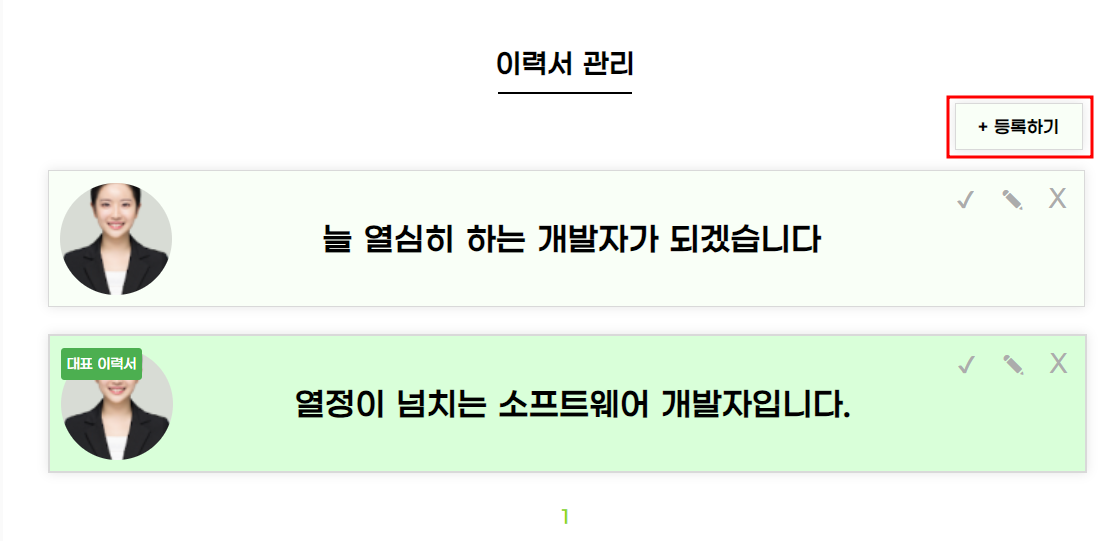 이력서 관리
+ 등록하기
늘 열심히 하는 개발자가 되겠습니다
X
대표 이력서
열정이 넘치는 소프트웨어 개발자입니다.
X
1